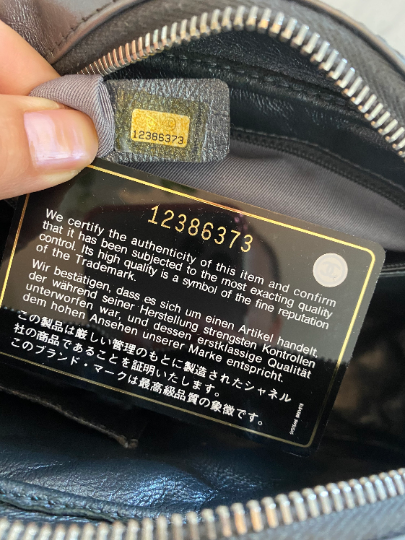 12386373
12386373
We certify the authenticity of this item and confirm
that it has been subjected to the most exacting quality
control. Its high quality is a symbol of the fine reputation
of the Trademark.
Wir bestätigen, dass es sich um einen Artikel handelt,
der während seiner Herstellung strengsten Kontrollen
unterworfen war, und dessen erstklassige Qualität
dem hohen Ansehen unserer Marke entspricht.
この製品は厳しい管理のもとに製造されたシャネル
社の商品であることを証明いたします。
このブランド・マークは最高級品質の象徴です。